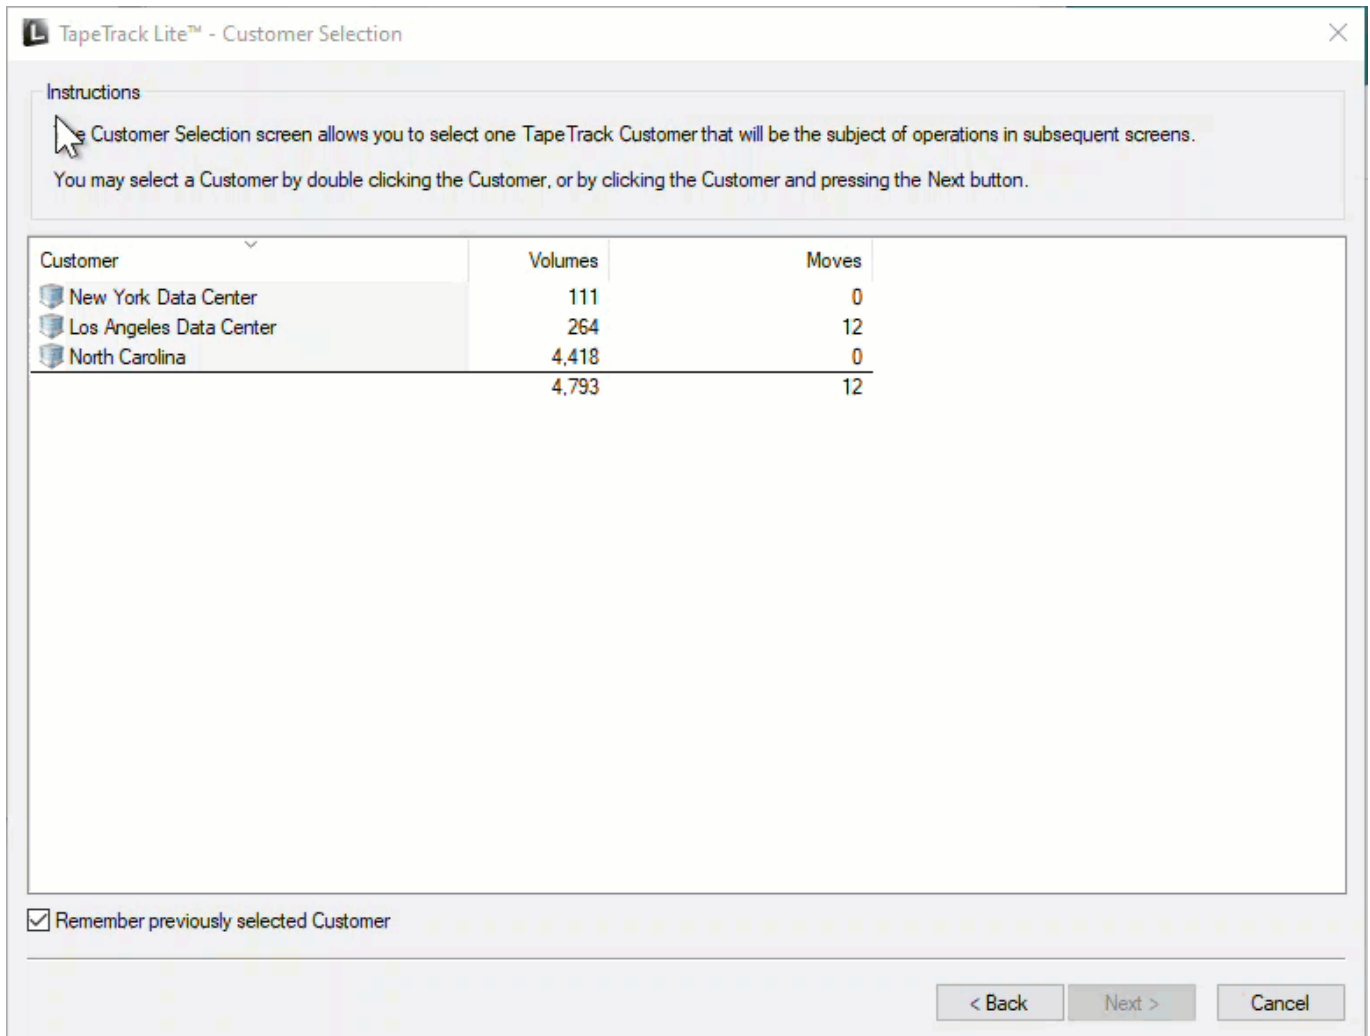 TapeTrack Lite™ - Customer Selection
Instructions
Customer Selection screen allows you to select one TapeTrack Customer that will be the subject of operations in subsequent screens.
You may select a Customer by double clicking the Customer, or by clicking the Customer and pressing the Next button.
Customer Volumes Moves
New York Data Center 111 0
Los Angeles Data Center 264 12
North Carolina 4,418 0
4,793 12
Remember previously selected Customer
< Back Next > Cancel